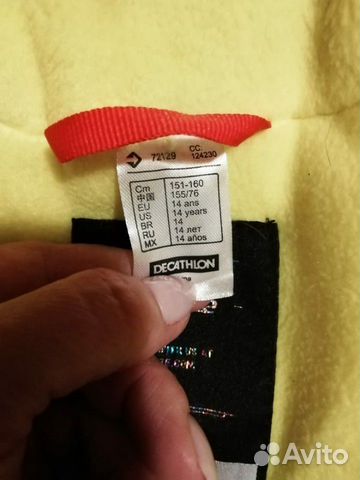 72129 CC. 124230
Cm 151-160
中国 155/76
EU 14 ans
US 14 years
BR 14
RU 14 лет
MX 14 años
DECATHLON
Avito